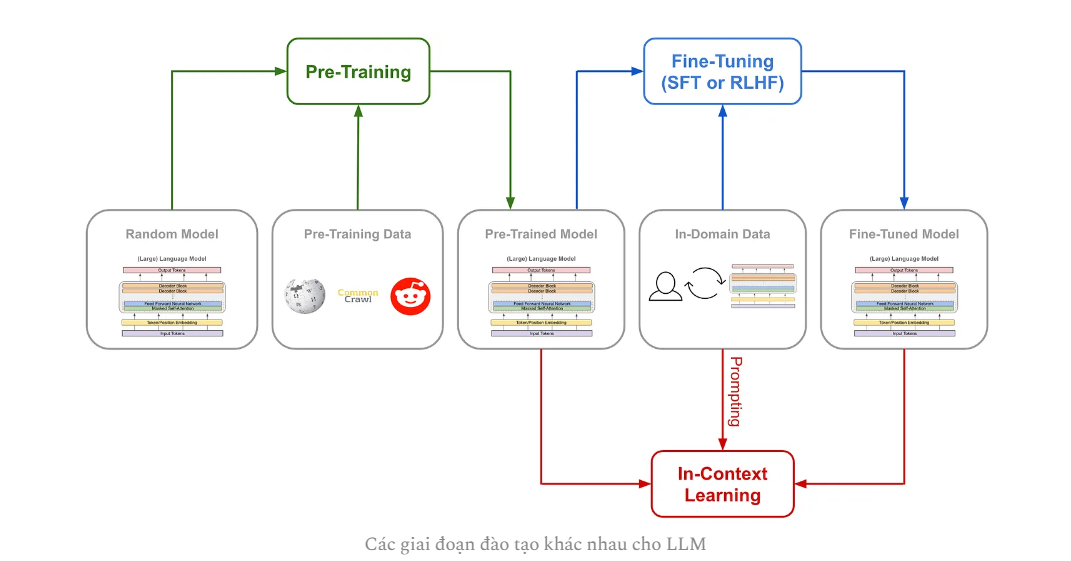 Pre-Training
Fine-Tuning
(SFT or RLHF)
Random Model
(Large) Language Model
Output Tokens
Decoder Block
Decoder Block
Feed Forward Neural Network
Masked Self-Attention
Token/Position Embedding
Input Tokens
Pre-Training Data
Common
Crawl
Pre-Trained Model
(Large) Language Model
Output Tokens
Decoder Block
Decoder Block
Feed Forward Neural Network
Masked Self-Attention
Token/Position Embedding
Input Tokens
In-Domain Data
Fine-Tuned Model
(Large) Language Model
Output Tokens
Decoder Block
Decoder Block
Feed Forward Neural Network
Masked Self-Attention
Token/Position Embedding
Input Tokens
Prompting
In-Context
Learning
Các giai đoạn đào tạo khác nhau cho LLM